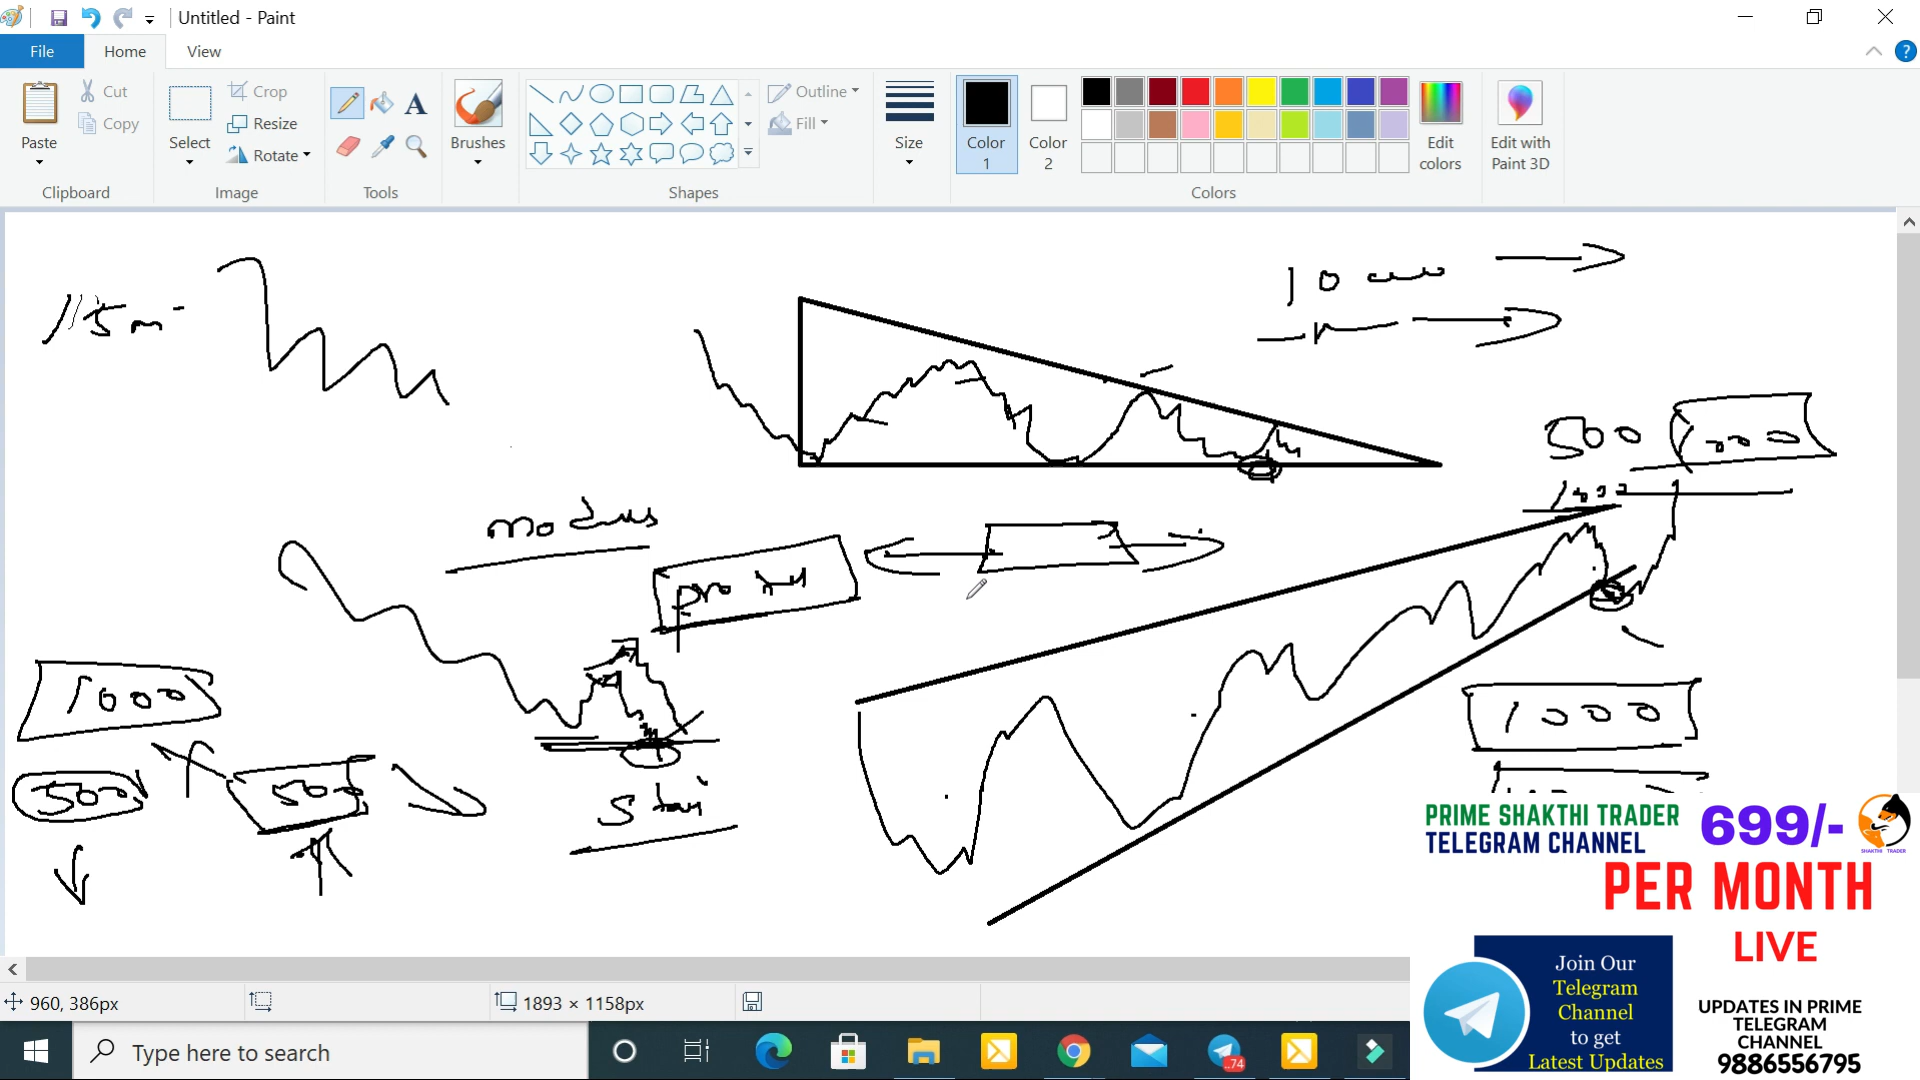 Untitled - Paint
File
Home
View
Paste
Cut
Copy
Clipboard
Select
Crop
Resize
Rotate
Image
Tools
Brushes
Outline
Fill
Shapes
Size
Color
1
Color
2
Edit
colors
Edit with
Paint 3D
Colors
10
500
1000
500
500
1000
PRIME SHAKTHI TRADER
TELEGRAM CHANNEL
699/-
SHAKTHI TRADER
PER MONTH
LIVE
Join Our
Telegram
Channel
to get
Latest Updates
UPDATES IN PRIME
TELEGRAM
CHANNEL
9886556795
960, 386px
1893 × 1158px
Type here to search
..74